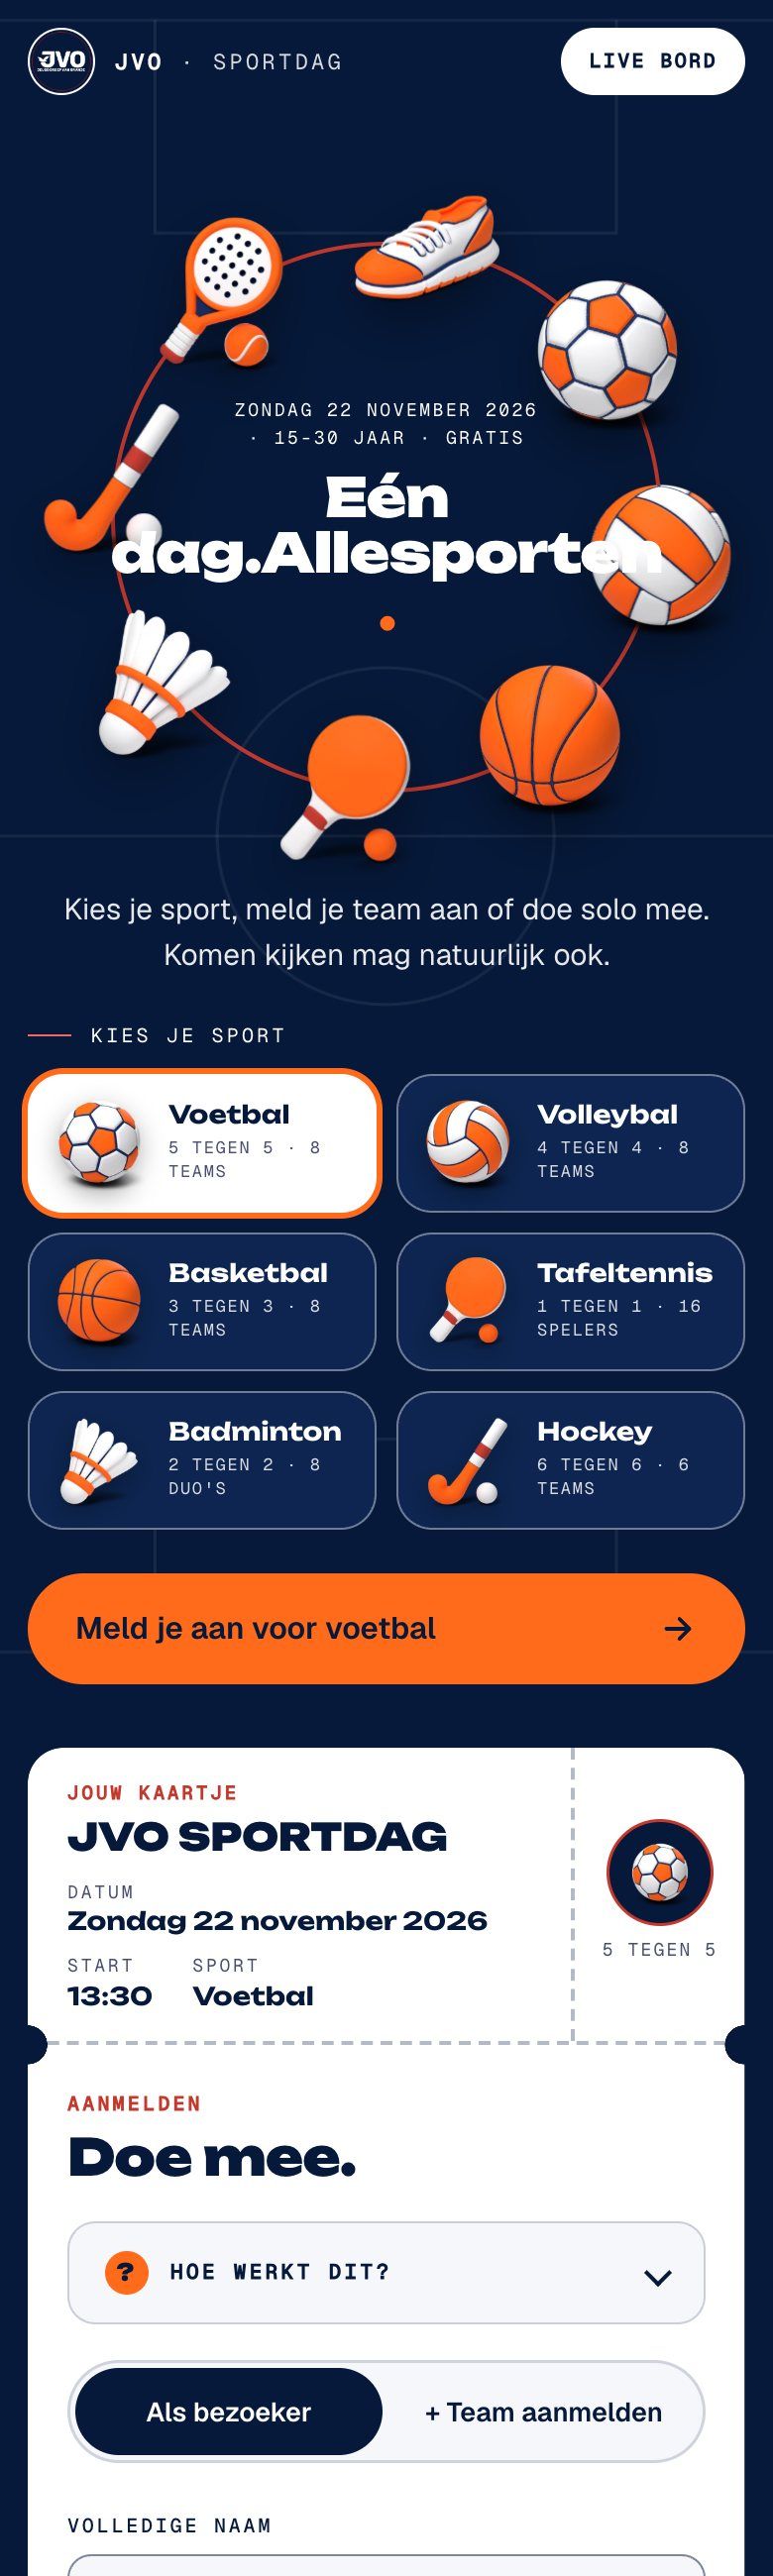 JVO
JVO · SPORTDAG
LIVE BORD
ZONDAG 22 NOVEMBER 2026
· 15-30 JAAR · GRATIS
Eén
dag.Allesporten
.
Kies je sport, meld je team aan of doe solo mee.
Komen kijken mag natuurlijk ook.
KIES JE SPORT
Voetbal
5 TEGEN 5 · 8
TEAMS
Volleybal
4 TEGEN 4 · 8
TEAMS
Basketbal
3 TEGEN 3 · 8
TEAMS
Tafeltennis
1 TEGEN 1 · 16
SPELERS
Badminton
2 TEGEN 2 · 8
DUO'S
Hockey
6 TEGEN 6 · 6
TEAMS
Meld je aan voor voetbal
JOUW KAARTJE
JVO SPORTDAG
DATUM
Zondag 22 november 2026
START SPORT
13:30 Voetbal
5 TEGEN 5
AANMELDEN
Doe mee.
? HOE WERKT DIT?
Als bezoeker
+ Team aanmelden
VOLLEDIGE NAAM